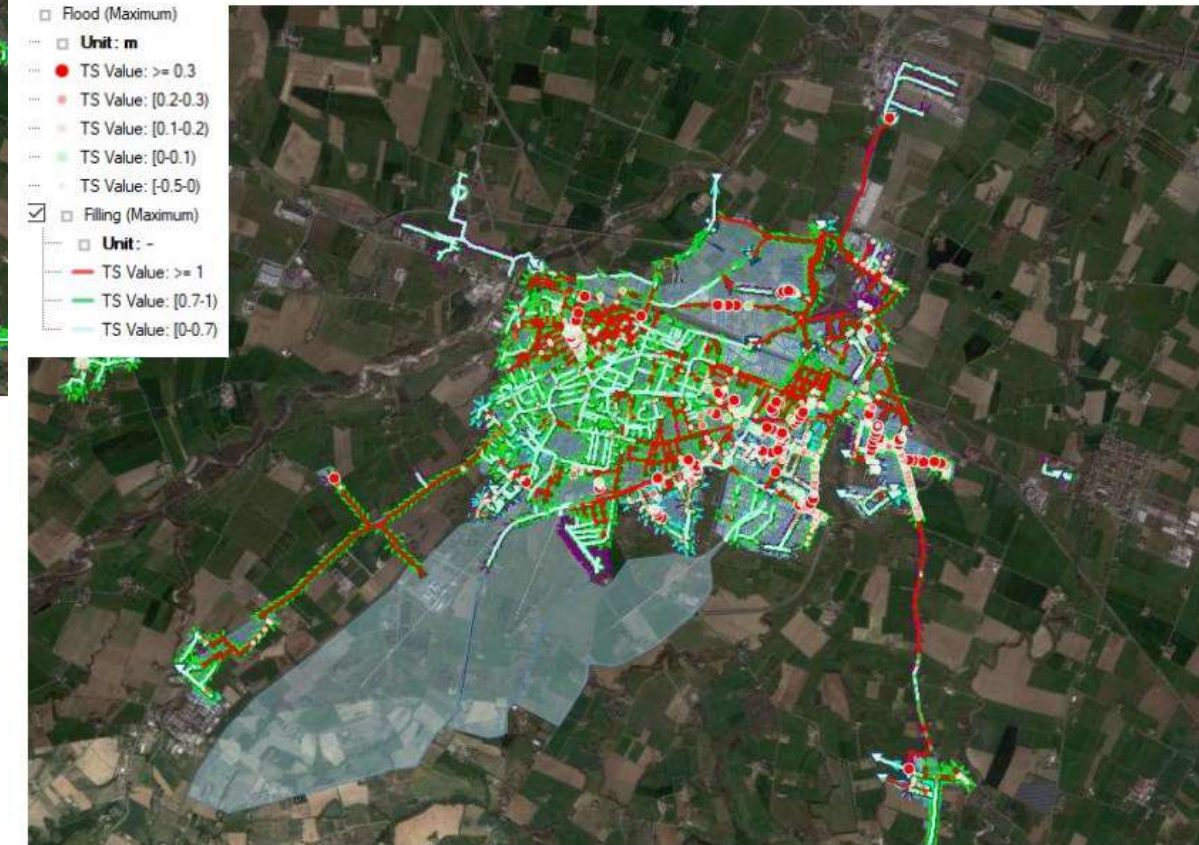 Flood (Maximum)
Unit: m
TS Value: >= 0.3
TS Value: [0.2-0.3)
TS Value: [0.1-0.2)
TS Value: [0-0.1)
TS Value: [-0.5-0)
Filling (Maximum)
Unit: -
TS Value: >= 1
TS Value: [0.7-1)
TS Value: [0-0.7)